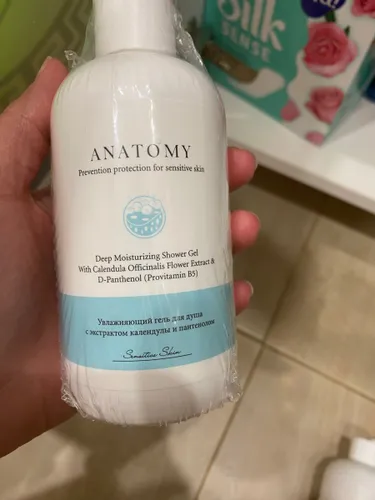 Silk
SENSE
ANATOMY
Prevention protection for sensitive skin
Deep Moisturizing Shower Gel
With Calendula Officinalis Flower Extract &
D-Panthenol (Provitamin B5)
Увлажняющий гель для душа
с экстрактом календулы и пантенолом
Sensitive Skin